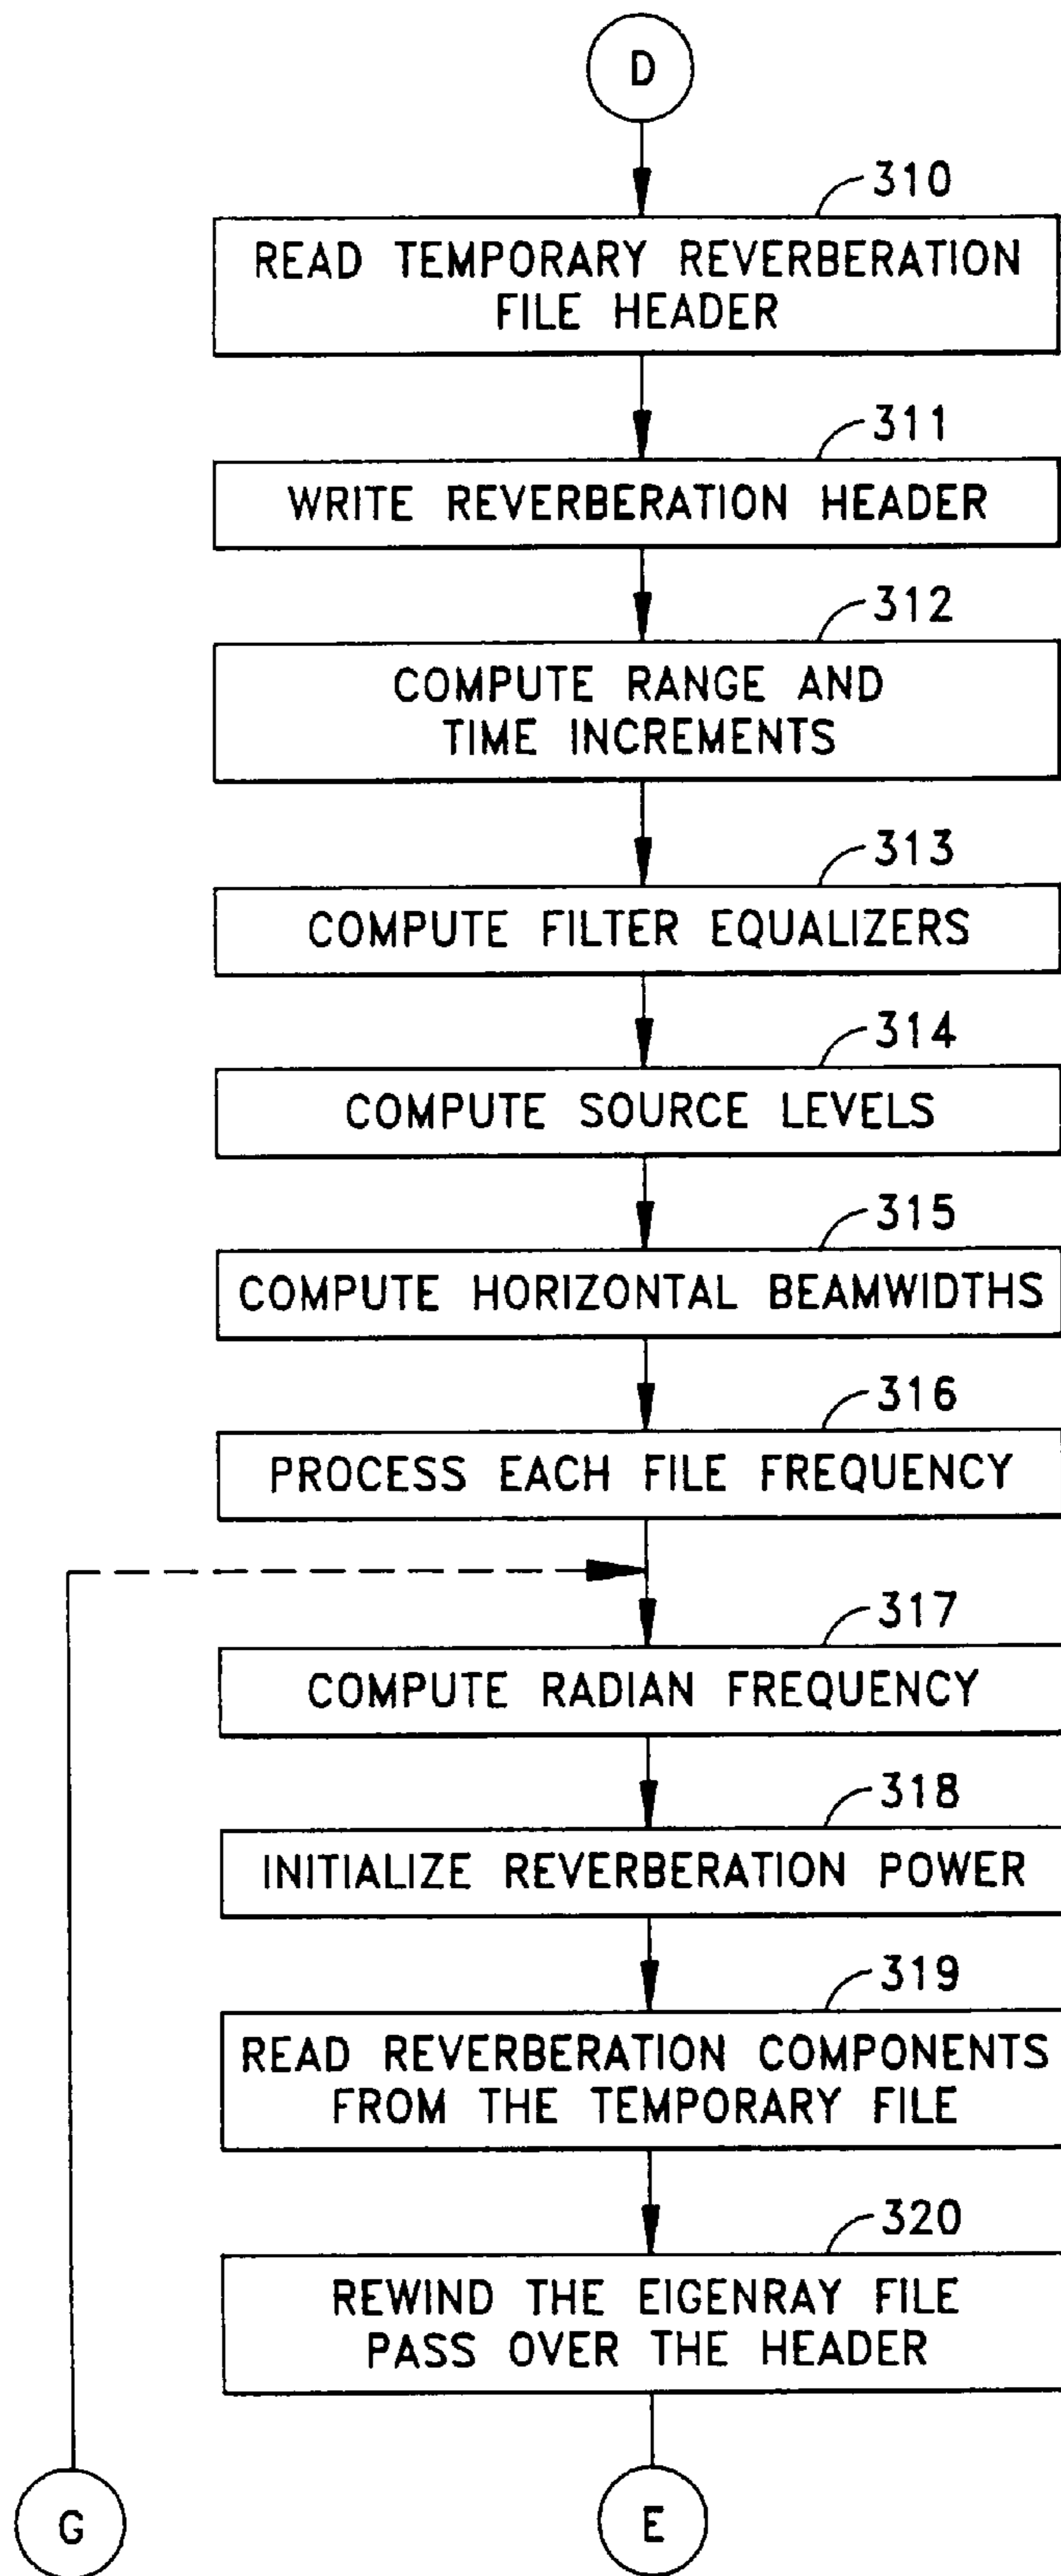 D
310
READ TEMPORARY REVERBERATION
FILE HEADER
311
WRITE REVERBERATION HEADER
312
COMPUTE RANGE AND
TIME INCREMENTS
313
COMPUTE FILTER EQUALIZERS
314
COMPUTE SOURCE LEVELS
315
COMPUTE HORIZONTAL BEAMWIDTHS
316
PROCESS EACH FILE FREQUENCY
317
COMPUTE RADIAN FREQUENCY
318
INITIALIZE REVERBERATION POWER
319
READ REVERBERATION COMPONENTS
FROM THE TEMPORARY FILE
320
REWIND THE EIGENRAY FILE
PASS OVER THE HEADER
G
E